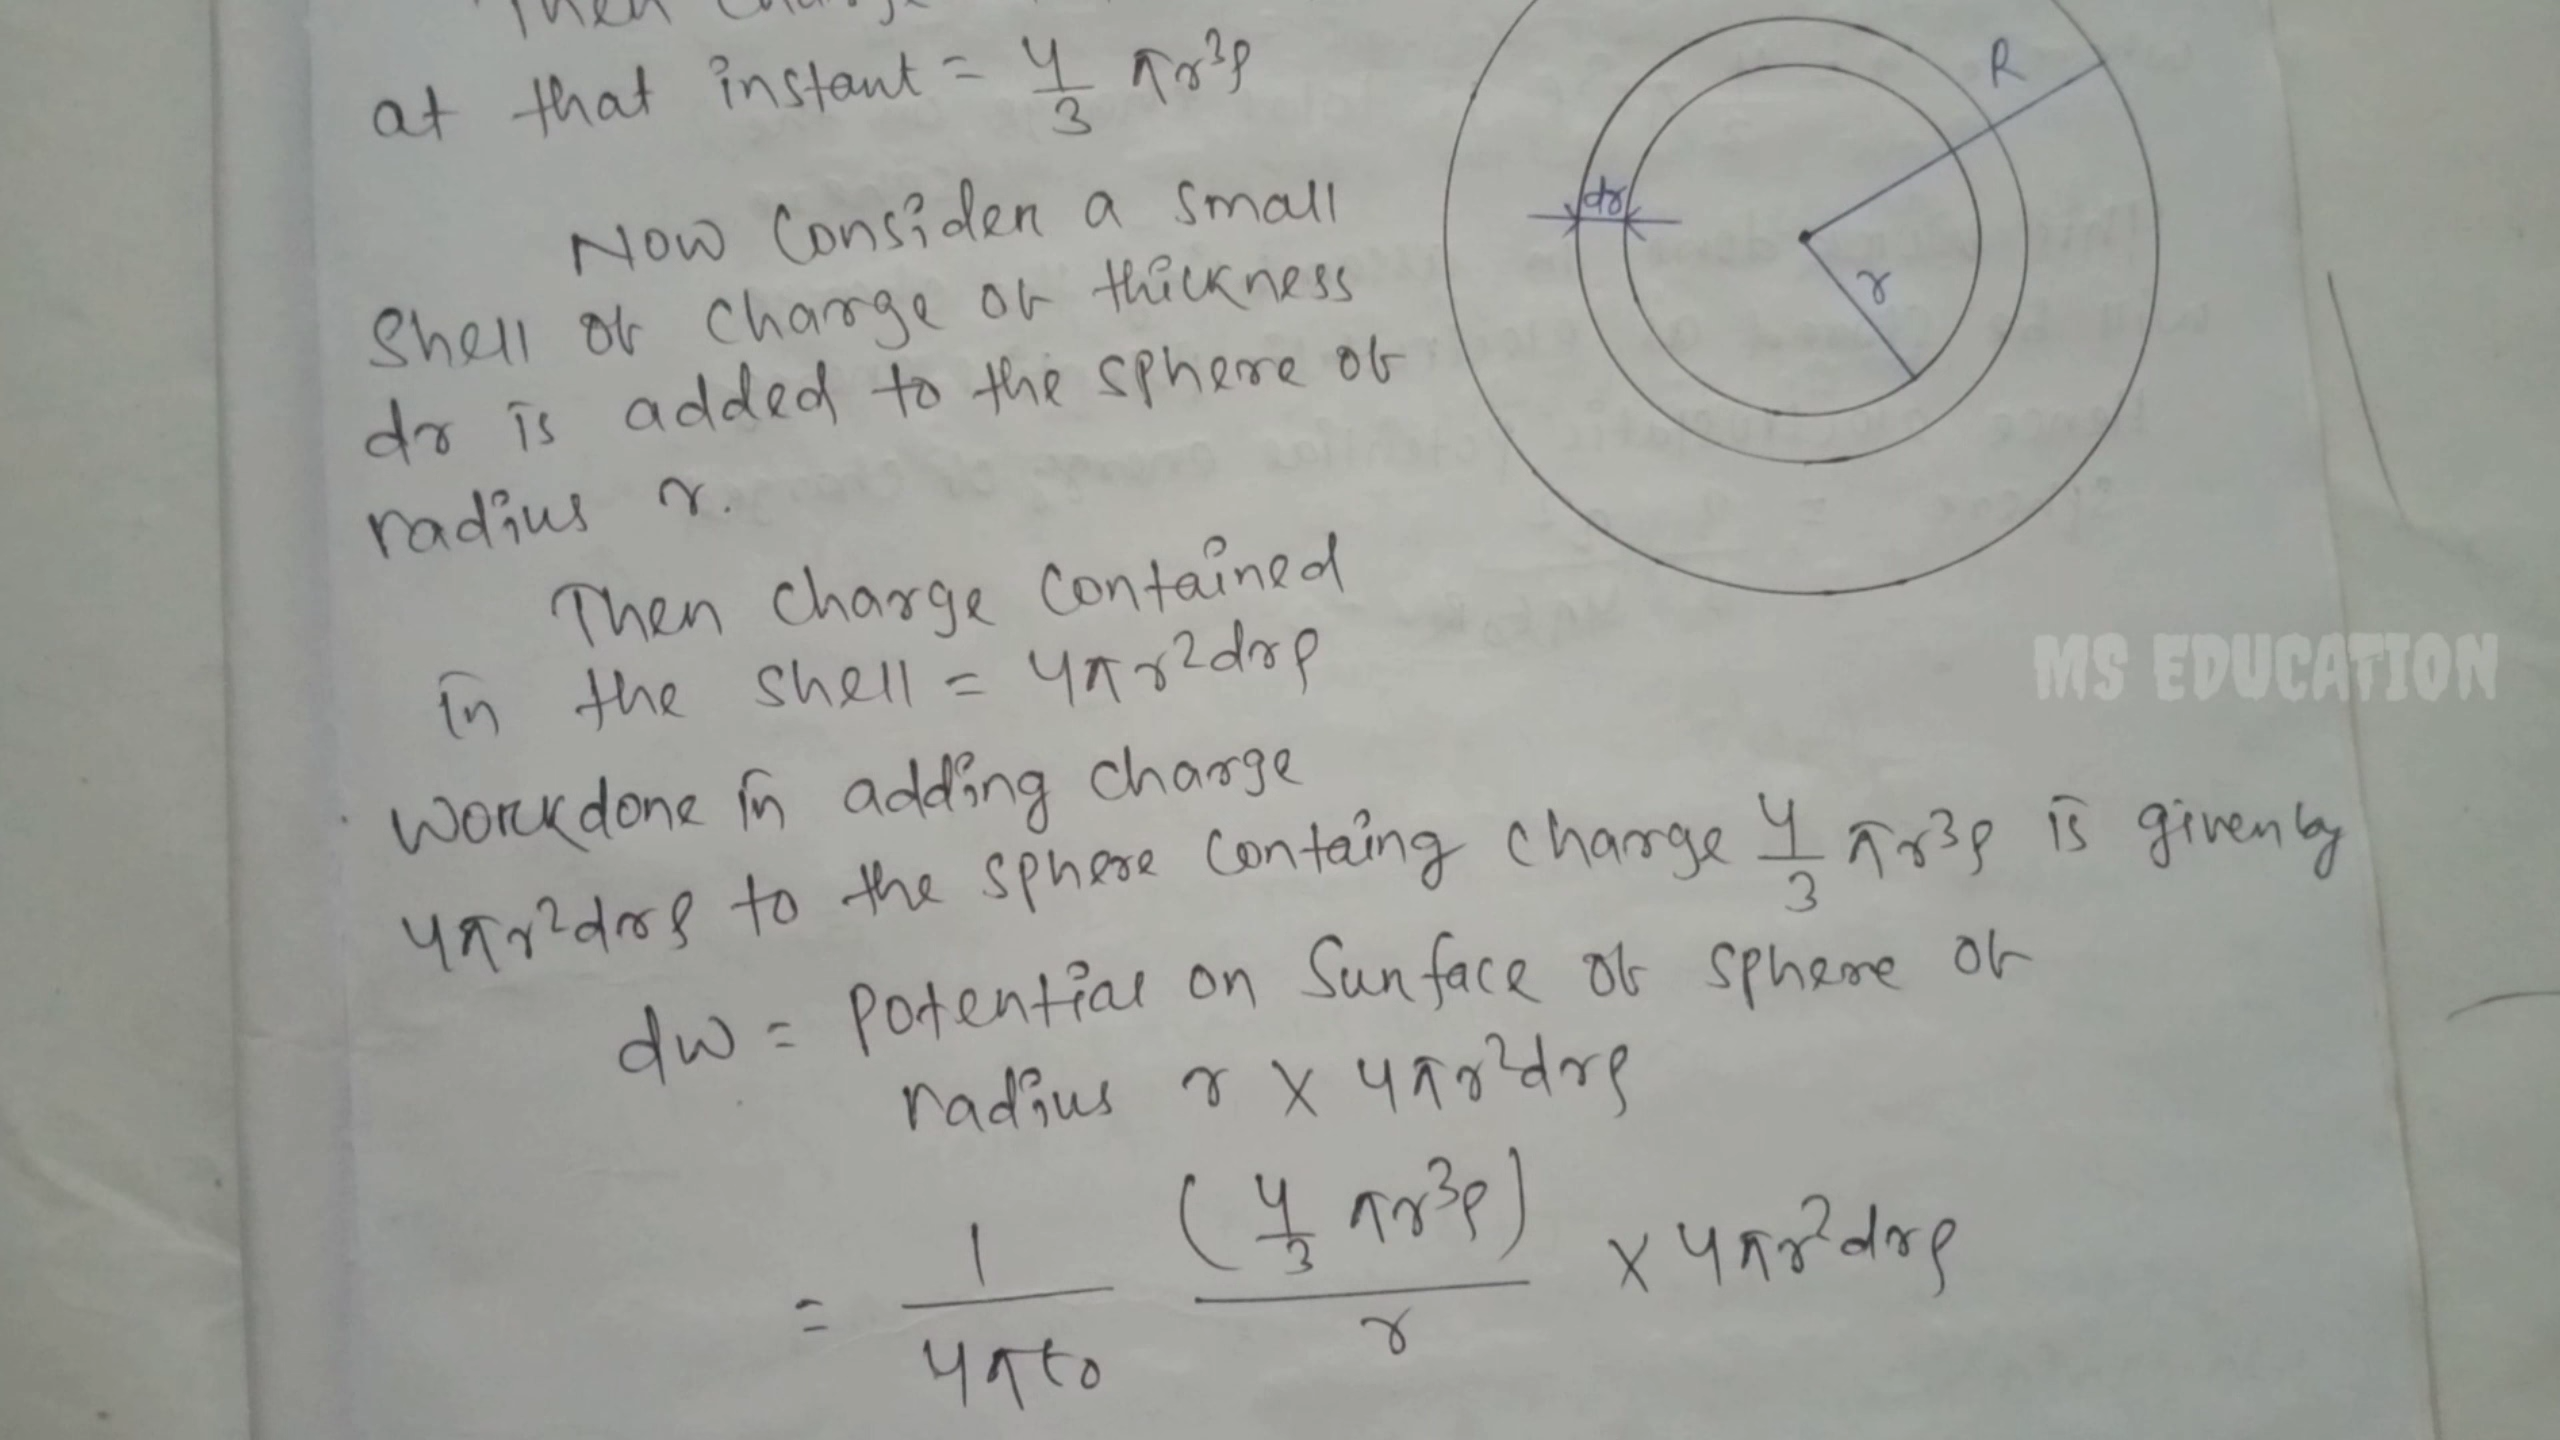 Then charge
at that instant = 4/3 πr³ρ
R
dr
r
Now Consider a small
Shell of charge of thickness
dr is added to the sphere of
radius r.
Then charge contained
in the shell = 4πr²drρ
MS EDUCATION
Workdone in adding charge
4πr²drρ to the sphere containg charge 4/3 πr³ρ is given by
dw = potential on Surface of sphere of
radius r × 4πr²drρ
= 1/4πε₀ (4/3 πr³ρ)/r × 4πr²drρ